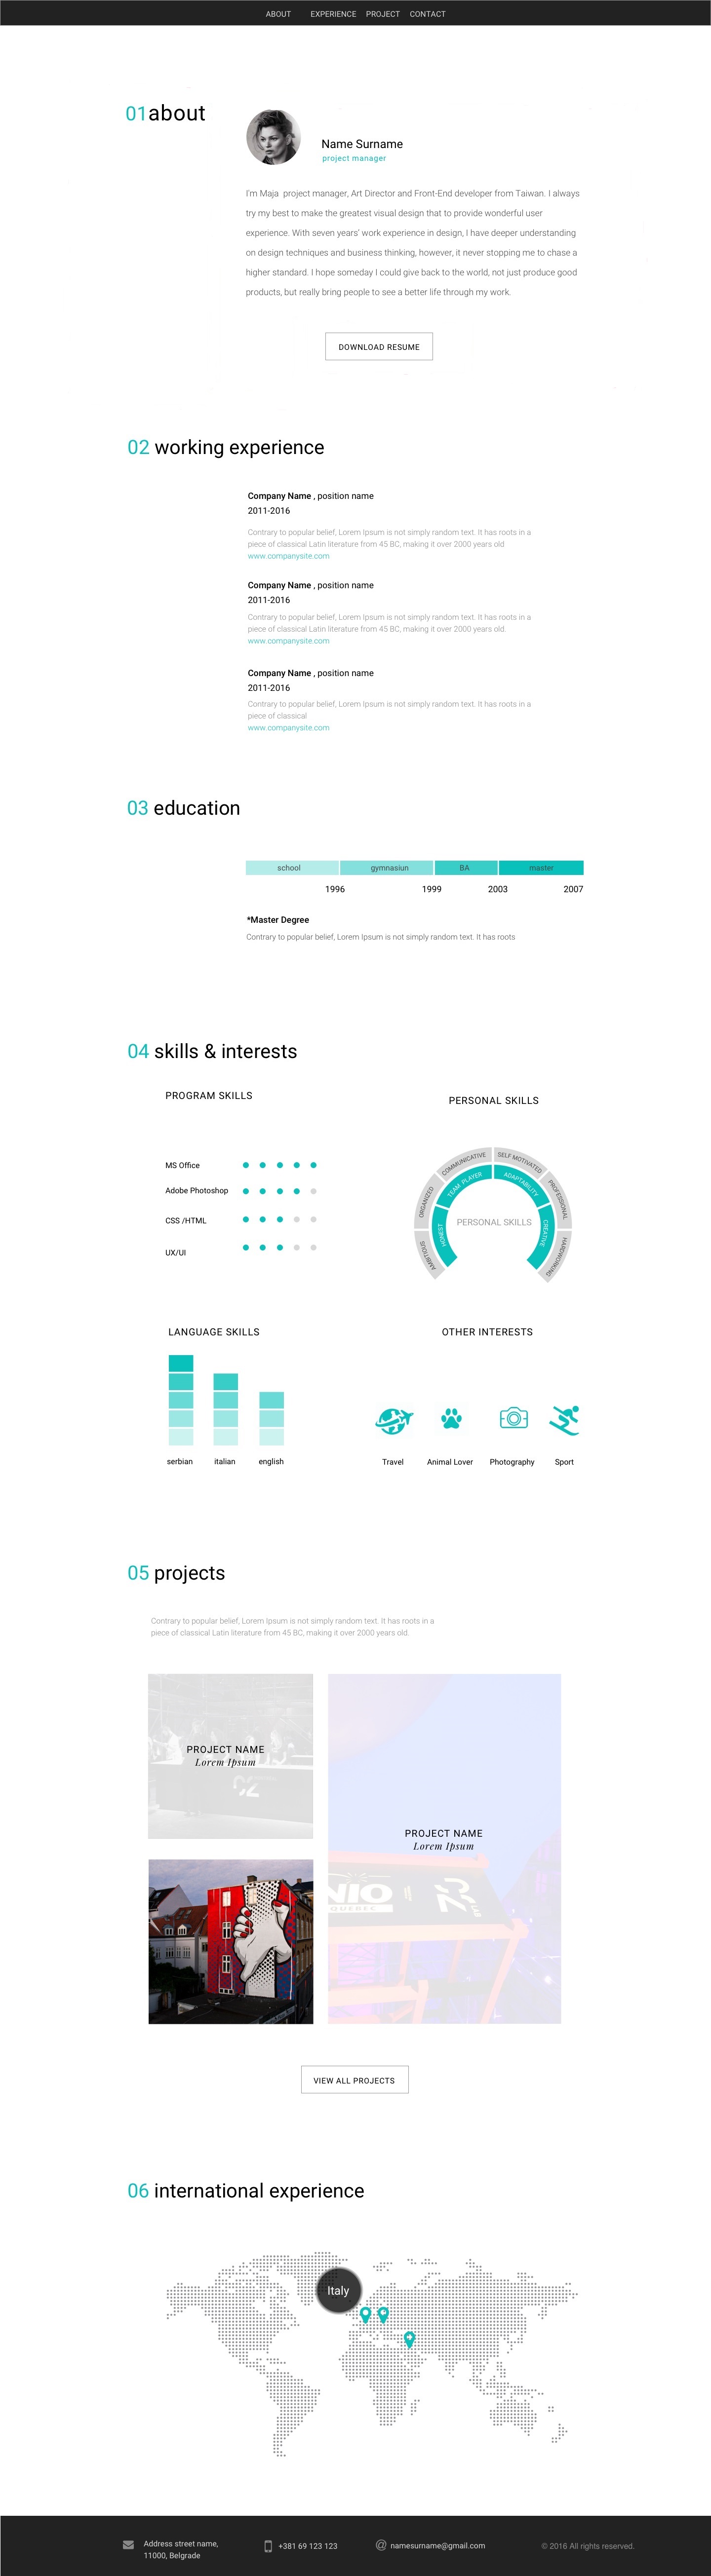 ABOUT EXPERIENCE PROJECT CONTACT
01about
Name Surname
project manager
I'm Maja project manager, Art Director and Front-End developer from Taiwan. I always
try my best to make the greatest visual design that to provide wonderful user
experience. With seven years' work experience in design, I have deeper understanding
on design techniques and business thinking, however, it never stopping me to chase a
higher standard. I hope someday I could give back to the world, not just produce good
products, but really bring people to see a better life through my work.
DOWNLOAD RESUME
02 working experience
Company Name , position name
2011-2016
Contrary to popular belief, Lorem Ipsum is not simply random text. It has roots in a
piece of classical Latin literature from 45 BC, making it over 2000 years old
www.companysite.com
Company Name , position name
2011-2016
Contrary to popular belief, Lorem Ipsum is not simply random text. It has roots in a
piece of classical Latin literature from 45 BC, making it over 2000 years old.
www.companysite.com
Company Name , position name
2011-2016
Contrary to popular belief, Lorem Ipsum is not simply random text. It has roots in a
piece of classical
www.companysite.com
03 education
school gymnasiun BA master
1996 1999 2003 2007
*Master Degree
Contrary to popular belief, Lorem Ipsum is not simply random text. It has roots
04 skills & interests
PROGRAM SKILLS
MS Office
Adobe Photoshop
CSS /HTML
UX/UI
PERSONAL SKILLS
AMBITIOUS
ORGANIZED
COMMUNICATIVE
SELF MOTIVATED
PROFESSIONAL
HARDWORKING
HONEST
TEAM PLAYER
ADAPTABILITY
CREATIVE
PERSONAL SKILLS
LANGUAGE SKILLS
serbian italian english
OTHER INTERESTS
Travel Animal Lover Photography Sport
05 projects
Contrary to popular belief, Lorem Ipsum is not simply random text. It has roots in a
piece of classical Latin literature from 45 BC, making it over 2000 years old.
PROJECT NAME
Lorem Ipsum
02
PROJECT NAME
Lorem Ipsum
NIO
QUEBEC
LAB
VIEW ALL PROJECTS
06 international experience
Italy
Address street name,
11000, Belgrade
+381 69 123 123
@ namesurname@gmail.com
© 2016 All rights reserved.